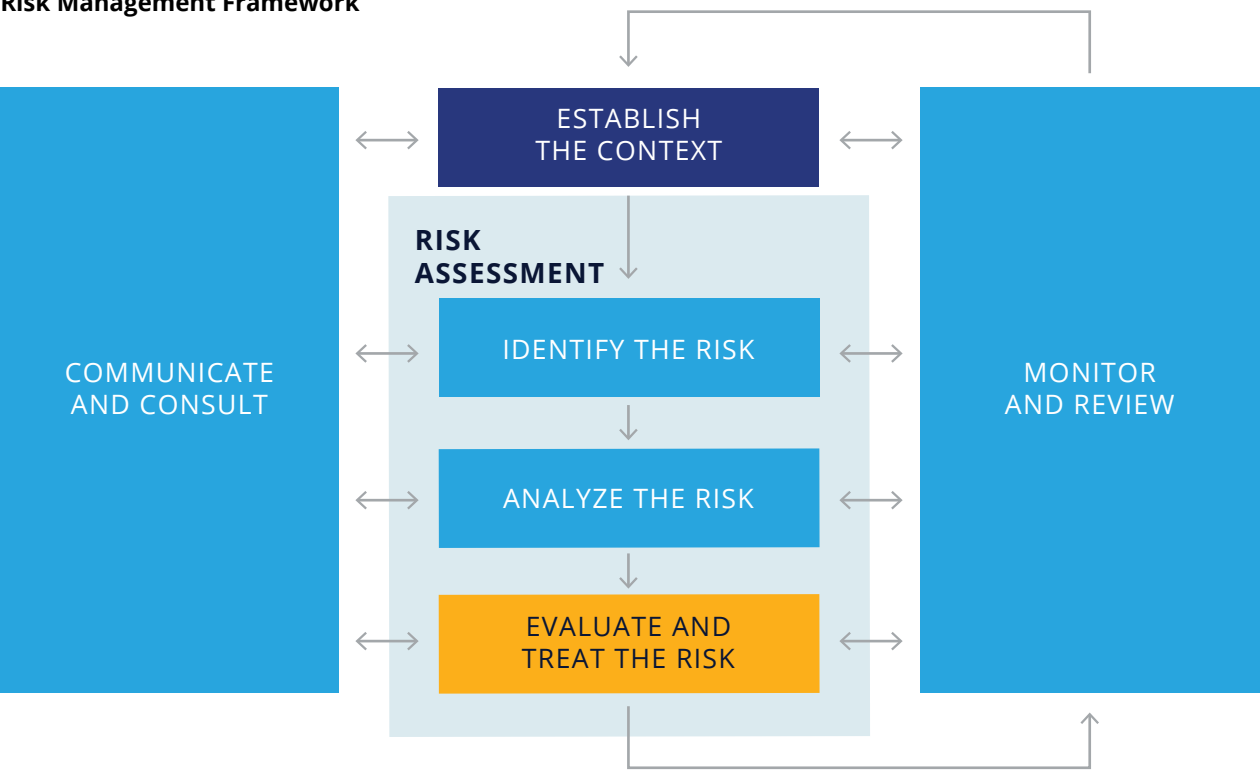 Risk Management Framework
ESTABLISH
THE CONTEXT
RISK
ASSESSMENT
IDENTIFY THE RISK
COMMUNICATE
AND CONSULT
MONITOR
AND REVIEW
ANALYZE THE RISK
EVALUATE AND
TREAT THE RISK